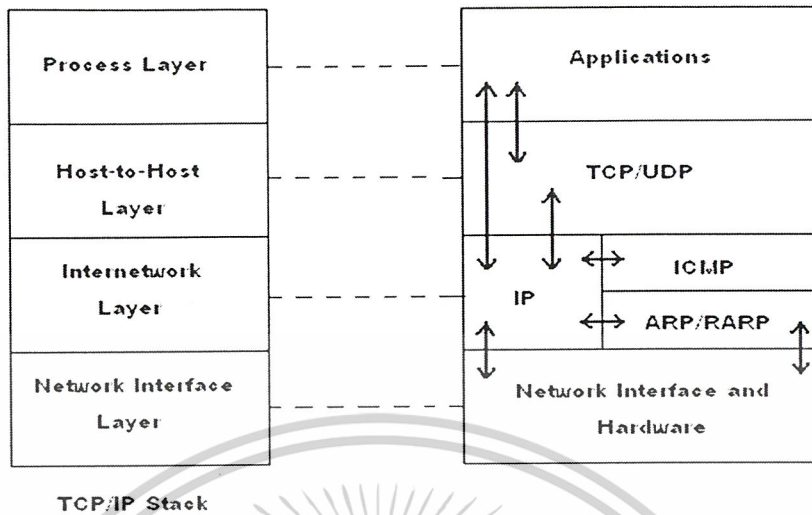 Process Layer
Host-to-Host
Layer
Internetwork
Layer
Network Interface
Layer
TCP/IP Stack
Applications
TCP/UDP
IP
ICMP
ARP/RARP
Network Interface and
Hardware